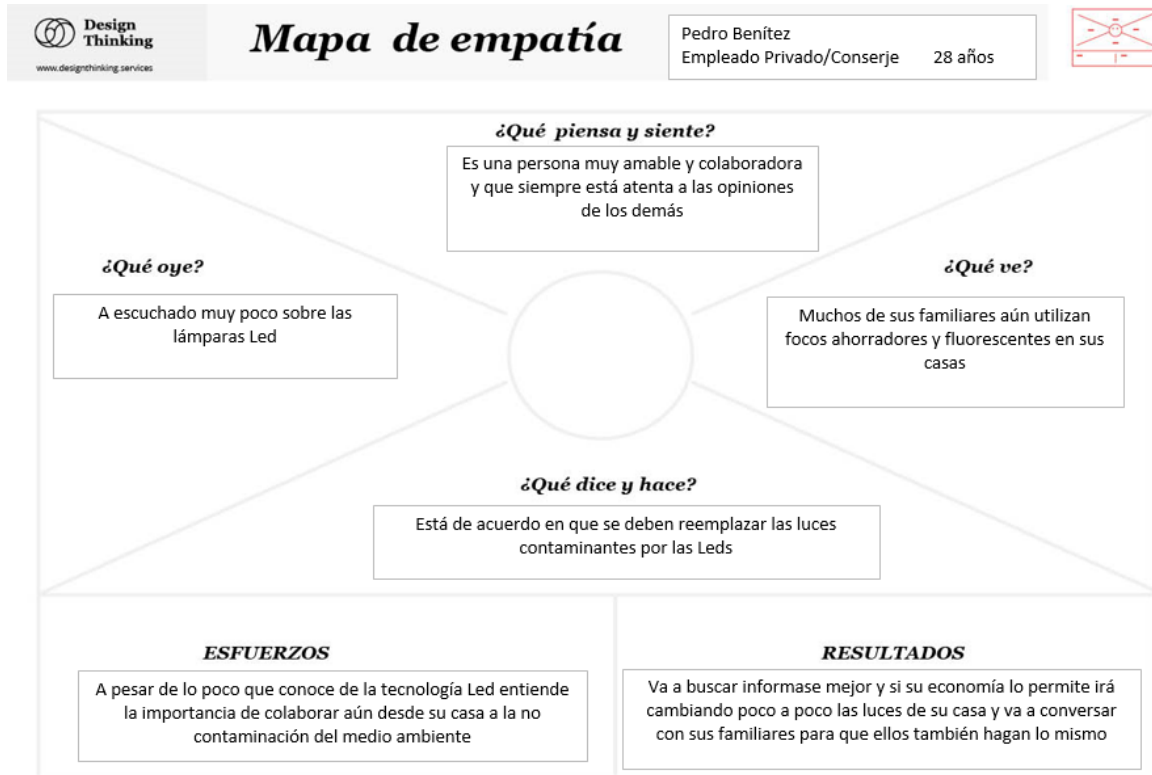 Design
Thinking
www.designthinking.services
Mapa de empatía
Pedro Benítez
Empleado Privado/Conserje 28 años
¿Qué piensa y siente?
Es una persona muy amable y colaboradora
y que siempre está atenta a las opiniones
de los demás
¿Qué oye?
A escuchado muy poco sobre las
lámparas Led
¿Qué ve?
Muchos de sus familiares aún utilizan
focos ahorradores y fluorescentes en sus
casas
¿Qué dice y hace?
Está de acuerdo en que se deben reemplazar las luces
contaminantes por las Leds
ESFUERZOS
A pesar de lo poco que conoce de la tecnología Led entiende
la importancia de colaborar aún desde su casa a la no
contaminación del medio ambiente
RESULTADOS
Va a buscar informase mejor y si su economía lo permite irá
cambiando poco a poco las luces de su casa y va a conversar
con sus familiares para que ellos también hagan lo mismo